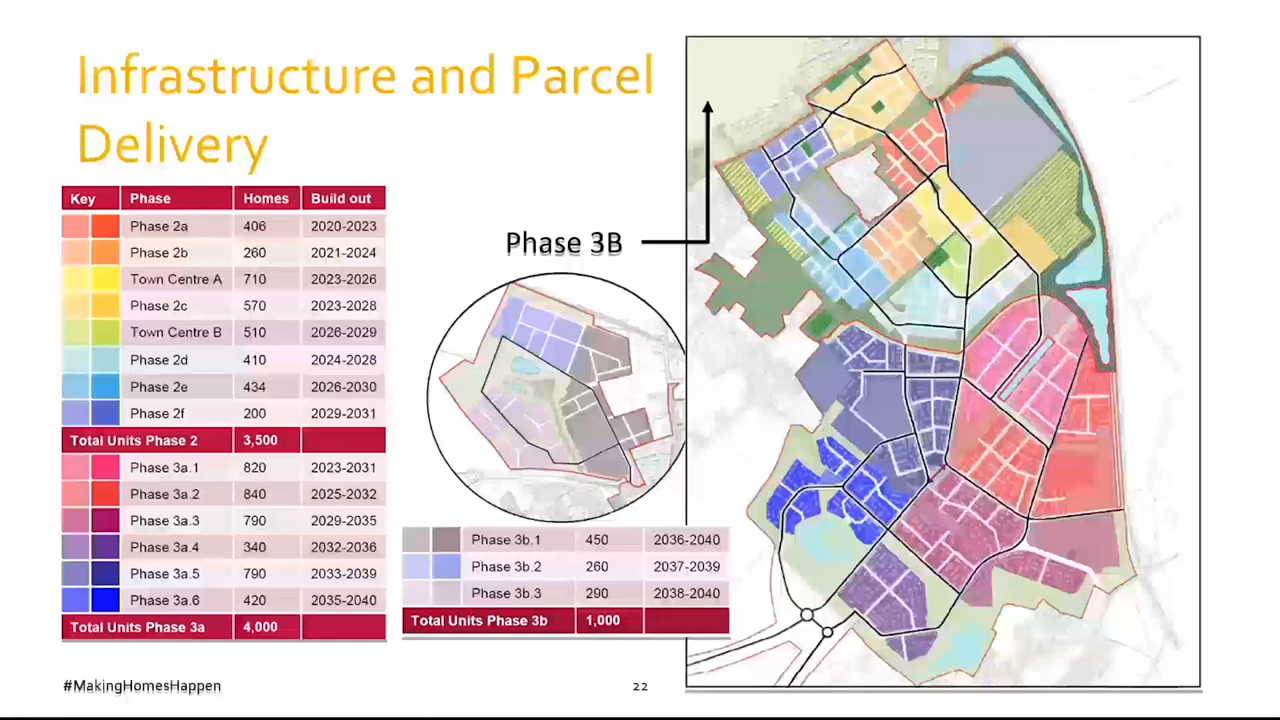 Infrastructure and Parcel
Delivery
Key Phase Homes Build out
Phase 2a 406 2020-2023
Phase 2b 260 2021-2024
Town Centre A 710 2023-2026
Phase 2c 570 2023-2028
Town Centre B 510 2026-2029
Phase 2d 410 2024-2028
Phase 2e 434 2026-2030
Phase 2f 200 2029-2031
Total Units Phase 2 3,500
Phase 3a.1 820 2023-2031
Phase 3a.2 840 2025-2032
Phase 3a.3 790 2029-2035
Phase 3a.4 340 2032-2036
Phase 3a.5 790 2033-2039
Phase 3a.6 420 2035-2040
Total Units Phase 3a 4,000
Phase 3B
Phase 3b.1 450 2036-2040
Phase 3b.2 260 2037-2039
Phase 3b.3 290 2038-2040
Total Units Phase 3b 1,000
#MakingHomesHappen
22